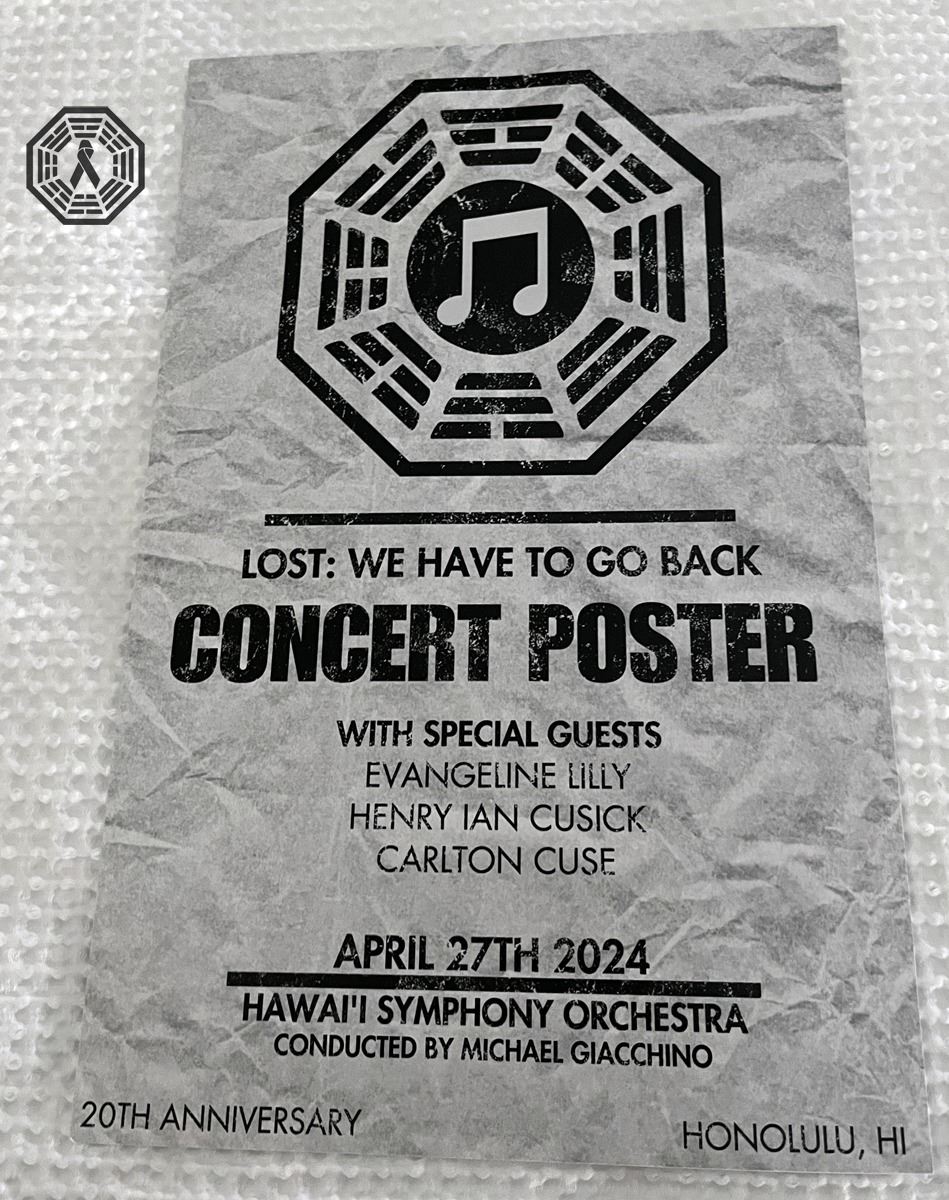 LOST: WE HAVE TO GO BACK
CONCERT POSTER
WITH SPECIAL GUESTS
EVANGELINE LILLY
HENRY IAN CUSICK
CARLTON CUSE
APRIL 27TH 2024
HAWAI'I SYMPHONY ORCHESTRA
CONDUCTED BY MICHAEL GIACCHINO
20TH ANNIVERSARY
HONOLULU, HI